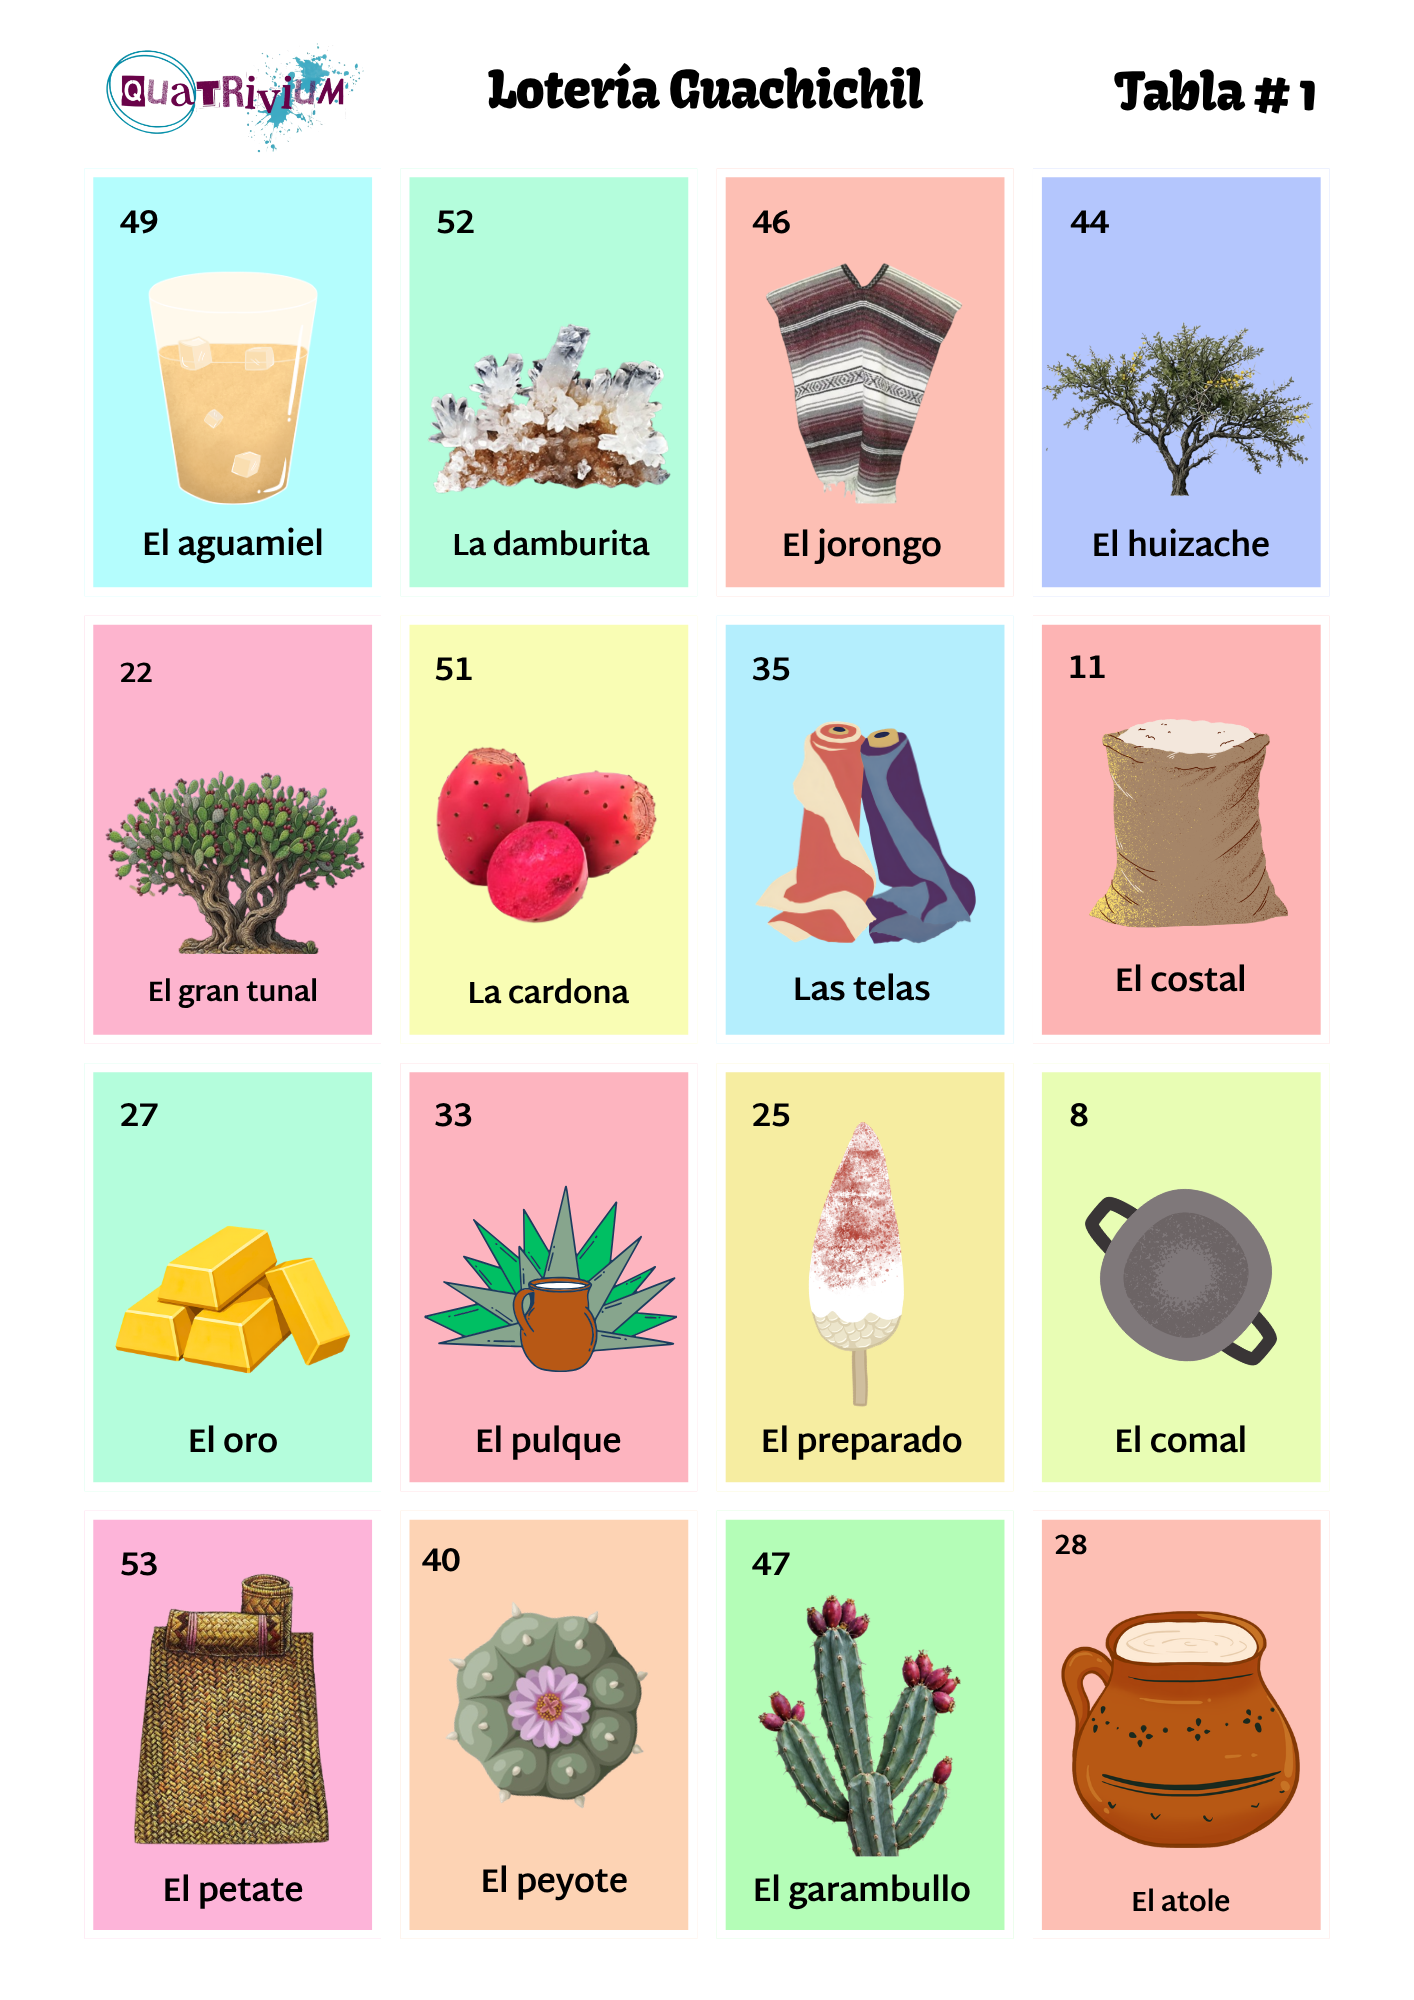 QuaTRiviuM
Lotería Guachichil
Tabla # 1
49
El aguamiel
52
La damburita
46
El jorongo
44
El huizache
22
El gran tunal
51
La cardona
35
Las telas
11
El costal
27
El oro
33
El pulque
25
El preparado
8
El comal
53
El petate
40
El peyote
47
El garambullo
28
El atole